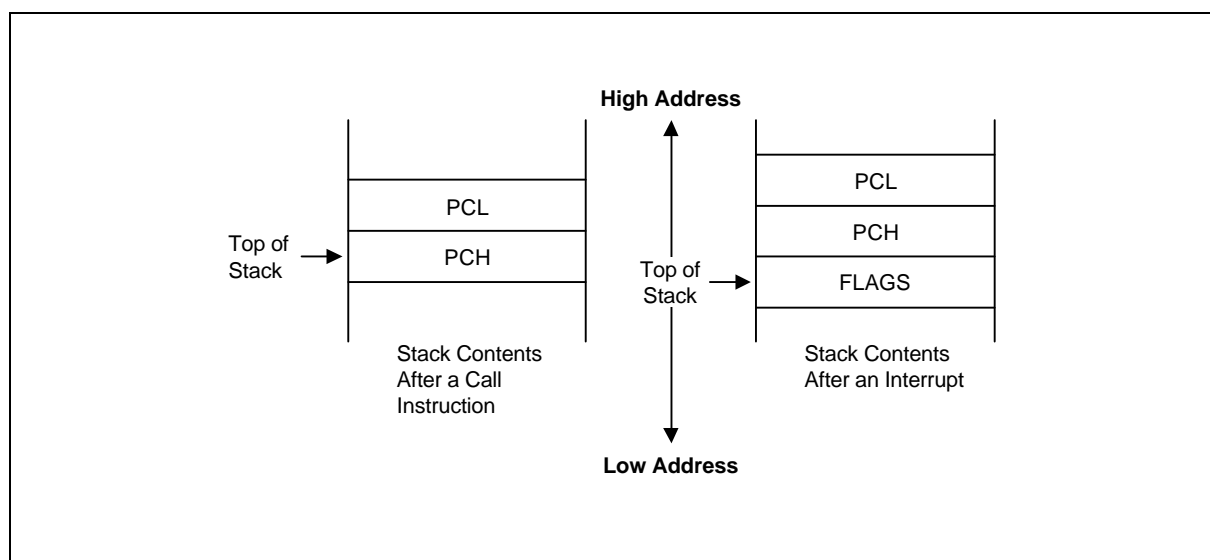 High Address
PCL
PCH
Top of
Stack
Stack Contents
After a Call
Instruction
Top of
Stack
PCL
PCH
FLAGS
Stack Contents
After an Interrupt
Low Address